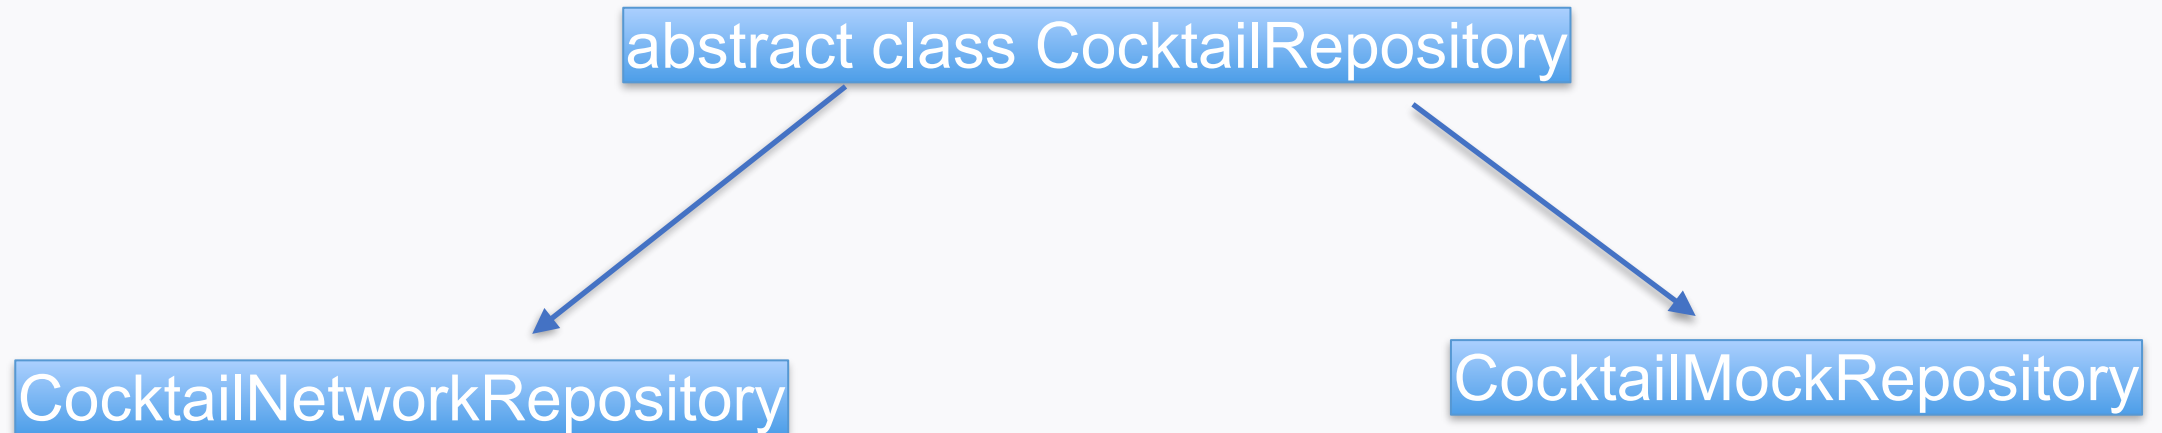 abstract class CocktailRepository
CocktailNetworkRepository
CocktailMockRepository